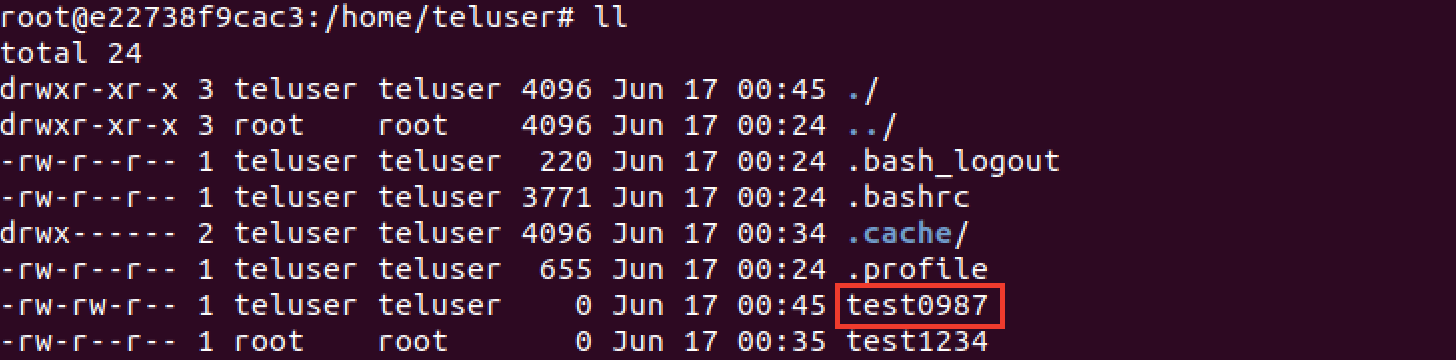 root@e22738f9cac3:/home/teluser# ll
total 24
drwxr-xr-x 3 teluser teluser 4096 Jun 17 00:45 ./
drwxr-xr-x 3 root    root    4096 Jun 17 00:24 ../
-rw-r--r-- 1 teluser teluser  220 Jun 17 00:24 .bash_logout
-rw-r--r-- 1 teluser teluser 3771 Jun 17 00:24 .bashrc
drwx------ 2 teluser teluser 4096 Jun 17 00:34 .cache/
-rw-r--r-- 1 teluser teluser  655 Jun 17 00:24 .profile
-rw-rw-r-- 1 teluser teluser    0 Jun 17 00:45 test0987
-rw-r--r-- 1 root    root       0 Jun 17 00:35 test1234